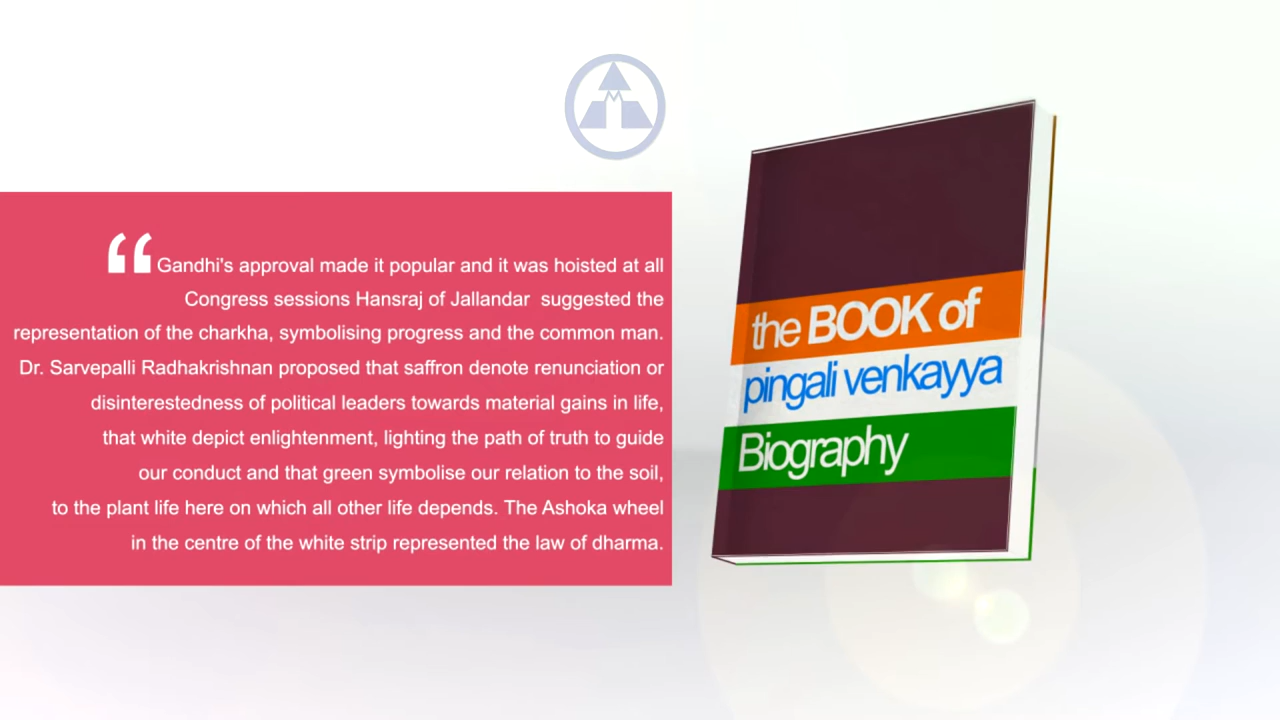 “ Gandhi's approval made it popular and it was hoisted at all
Congress sessions Hansraj of Jallandar suggested the
representation of the charkha, symbolising progress and the common man.
Dr. Sarvepalli Radhakrishnan proposed that saffron denote renunciation or
disinterestedness of political leaders towards material gains in life,
that white depict enlightenment, lighting the path of truth to guide
our conduct and that green symbolise our relation to the soil,
to the plant life here on which all other life depends. The Ashoka wheel
in the centre of the white strip represented the law of dharma.
the BOOK of
pingali venkayya
Biography